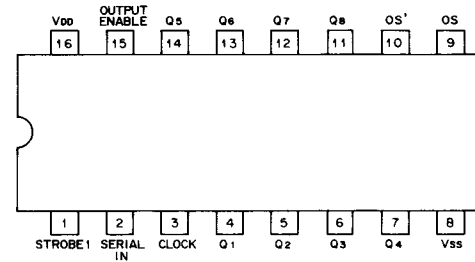 VDD OUTPUT ENABLE Q5 Q6 Q7 Q8 OS' OS
16 15 14 13 12 11 10 9
1 2 3 4 5 6 7 8
STROBE1 SERIAL IN CLOCK Q1 Q2 Q3 Q4 VSS